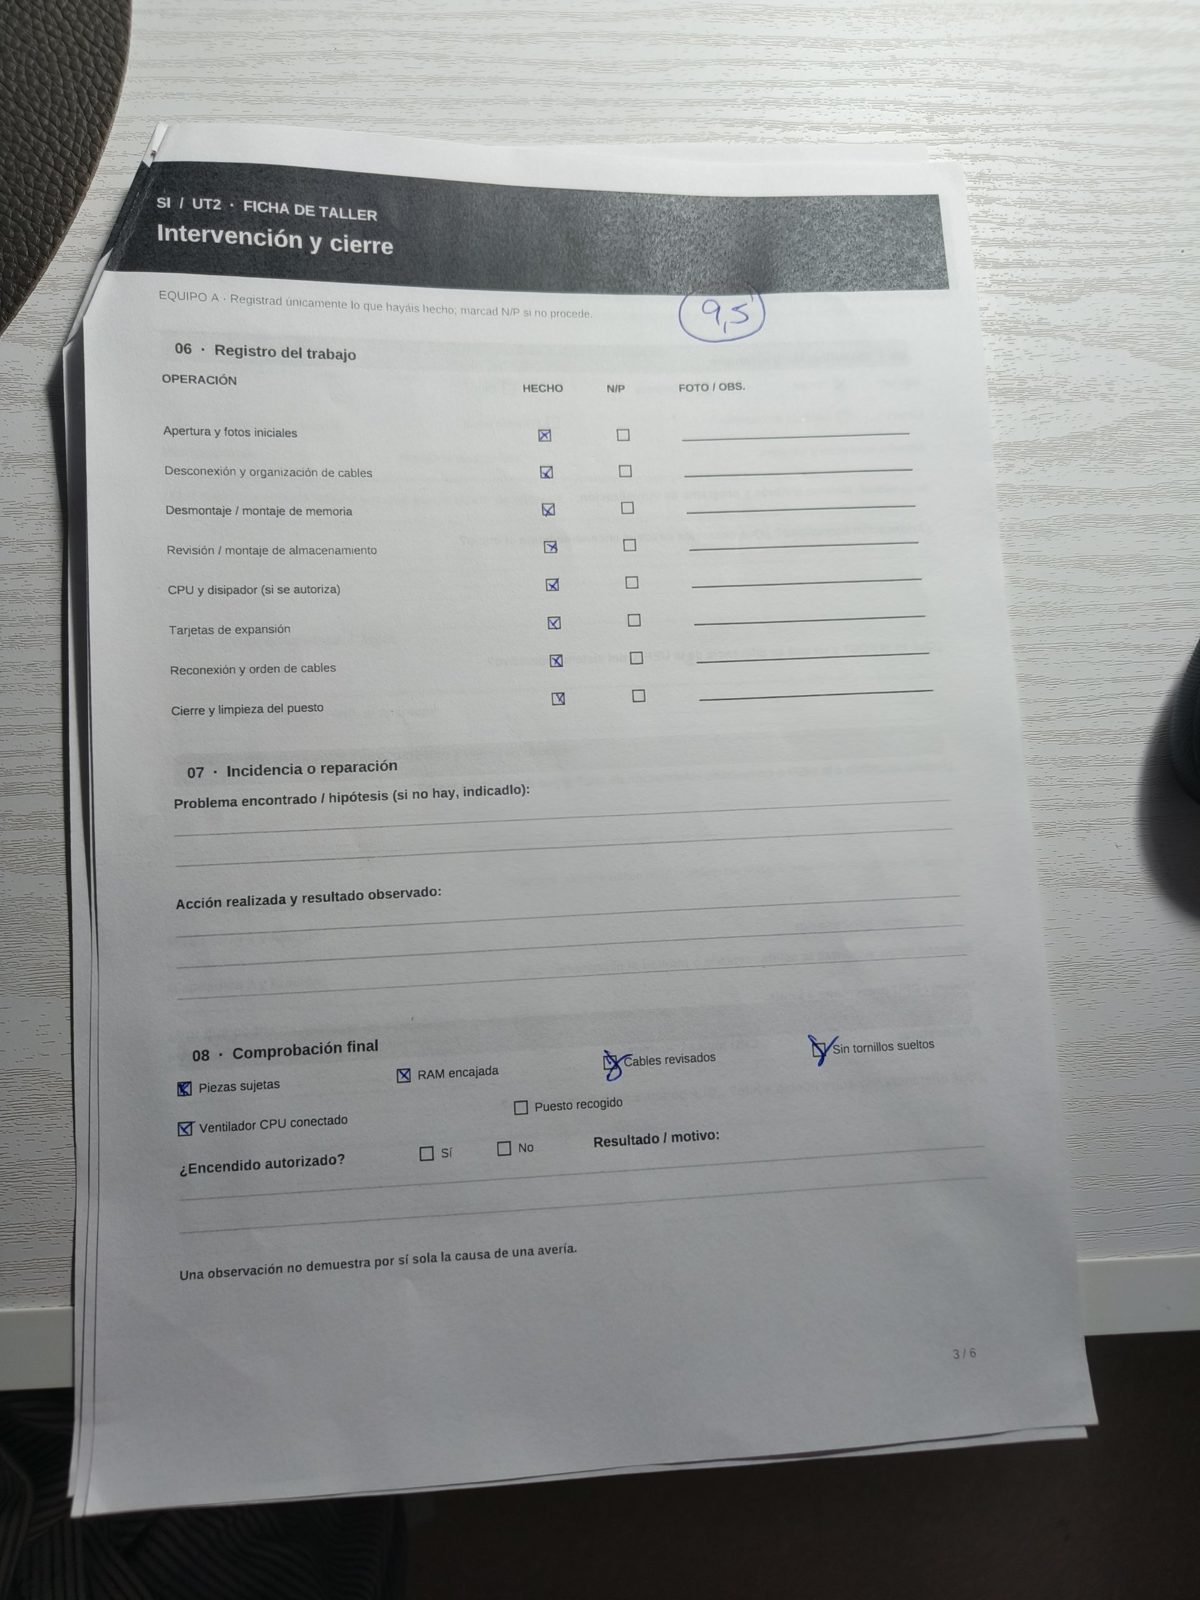 SI / UT2 · FICHA DE TALLER
Intervención y cierre
EQUIPO A · Registrad únicamente lo que hayáis hecho; marcad N/P si no procede.
9,5
06 · Registro del trabajo
OPERACIÓN HECHO N/P FOTO / OBS.
Apertura y fotos iniciales
Desconexión y organización de cables
Desmontaje / montaje de memoria
Revisión / montaje de almacenamiento
CPU y disipador (si se autoriza)
Tarjetas de expansión
Reconexión y orden de cables
Cierre y limpieza del puesto
07 · Incidencia o reparación
Problema encontrado / hipótesis (si no hay, indicadlo):
Acción realizada y resultado observado:
08 · Comprobación final
Piezas sujetas RAM encajada Cables revisados Sin tornillos sueltos
Ventilador CPU conectado Puesto recogido
¿Encendido autorizado? Sí No Resultado / motivo:
Una observación no demuestra por sí sola la causa de una avería.
3 / 6